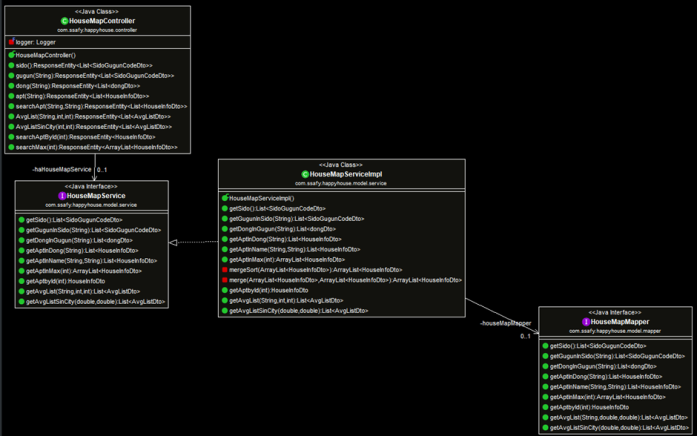 <<Java Class>>
HouseMapController
com.ssafy.happyhouse.controller
logger: Logger
HouseMapController()
sido():ResponseEntity<List<SidoGugunCodeDto>>
gugun(String):ResponseEntity<List<SidoGugunCodeDto>>
dong(String):ResponseEntity<List<dongDto>>
apt(String):ResponseEntity<List<HouseInfoDto>>
searchApt(String,String):ResponseEntity<List<HouseInfoDto>>
AvgList(String,int,int):ResponseEntity<List<AvgListDto>>
AvgListSinCity(int,int):ResponseEntity<List<AvgListDto>>
searchAptById(int):ResponseEntity<HouseInfoDto>
searchMax(int):ResponseEntity<ArrayList<HouseInfoDto>>
-haHouseMapService
0..1
<<Java Interface>>
HouseMapService
com.ssafy.happyhouse.model.service
getSido():List<SidoGugunCodeDto>
getGugunInSido(String):List<SidoGugunCodeDto>
getDongInGugun(String):List<dongDto>
getAptInDong(String):List<HouseInfoDto>
getAptInName(String,String):List<HouseInfoDto>
getAptInMax(int):ArrayList<HouseInfoDto>
getAptbyId(int):HouseInfoDto
getAvgList(String,int,int):List<AvgListDto>
getAvgListSinCity(double,double):List<AvgListDto>
<<Java Class>>
HouseMapServiceImpl
com.ssafy.happyhouse.model.service
HouseMapServiceImpl()
getSido():List<SidoGugunCodeDto>
getGugunInSido(String):List<SidoGugunCodeDto>
getDongInGugun(String):List<dongDto>
getAptInDong(String):List<HouseInfoDto>
getAptInName(String,String):List<HouseInfoDto>
getAptInMax(int):ArrayList<HouseInfoDto>
mergeSort(ArrayList<HouseInfoDto>):ArrayList<HouseInfoDto>
merge(ArrayList<HouseInfoDto>,ArrayList<HouseInfoDto>):ArrayList<HouseInfoDto>
getAptbyId(int):HouseInfoDto
getAvgList(String,int,int):List<AvgListDto>
getAvgListSinCity(double,double):List<AvgListDto>
-houseMapMapper
0..1
<<Java Interface>>
HouseMapMapper
com.ssafy.happyhouse.model.mapper
getSido():List<SidoGugunCodeDto>
getGugunInSido(String):List<SidoGugunCodeDto>
getDongInGugun(String):List<dongDto>
getAptInDong(String):List<HouseInfoDto>
getAptInName(String,String):List<HouseInfoDto>
getAptInMax(int):ArrayList<HouseInfoDto>
getAptbyId(int):HouseInfoDto
getAvgList(String,double,double):List<AvgListDto>
getAvgListSinCity(double,double):List<AvgListDto>